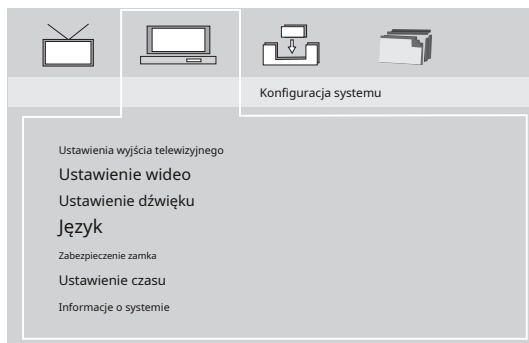 Konfiguracja systemu
Ustawienia wyjścia telewizyjnego
Ustawienie wideo
Ustawienie dźwięku
Język
Zabezpieczenie zamka
Ustawienie czasu
Informacje o systemie